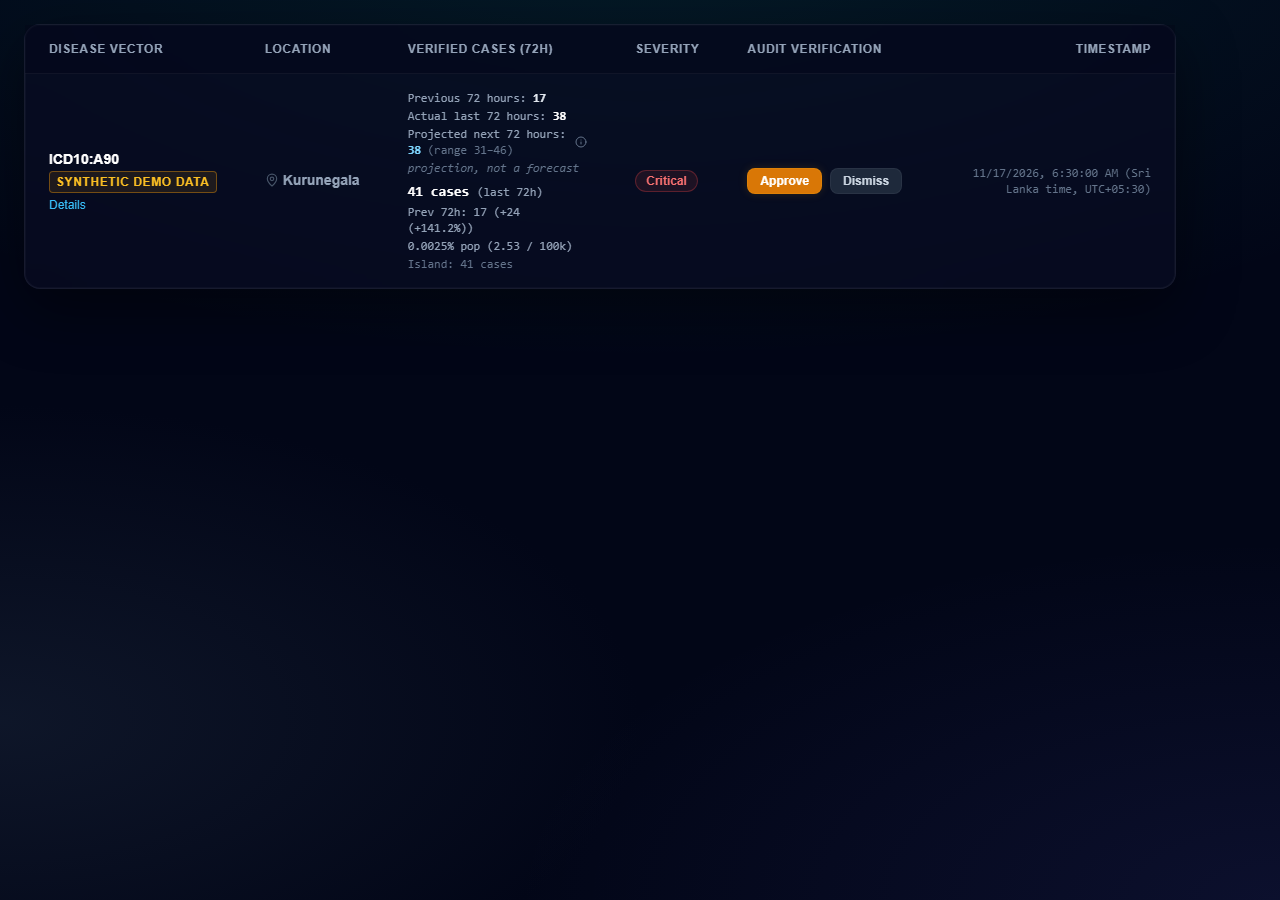 DISEASE VECTOR LOCATION VERIFIED CASES (72H) SEVERITY AUDIT VERIFICATION TIMESTAMP
ICD10:A90
SYNTHETIC DEMO DATA
Details
Kurunegala
Previous 72 hours: 17
Actual last 72 hours: 38
Projected next 72 hours:
38 (range 31–46)
projection, not a forecast
41 cases (last 72h)
Prev 72h: 17 (+24
(+141.2%))
0.0025% pop (2.53 / 100k)
Island: 41 cases
Critical
Approve Dismiss
11/17/2026, 6:30:00 AM (Sri
Lanka time, UTC+05:30)